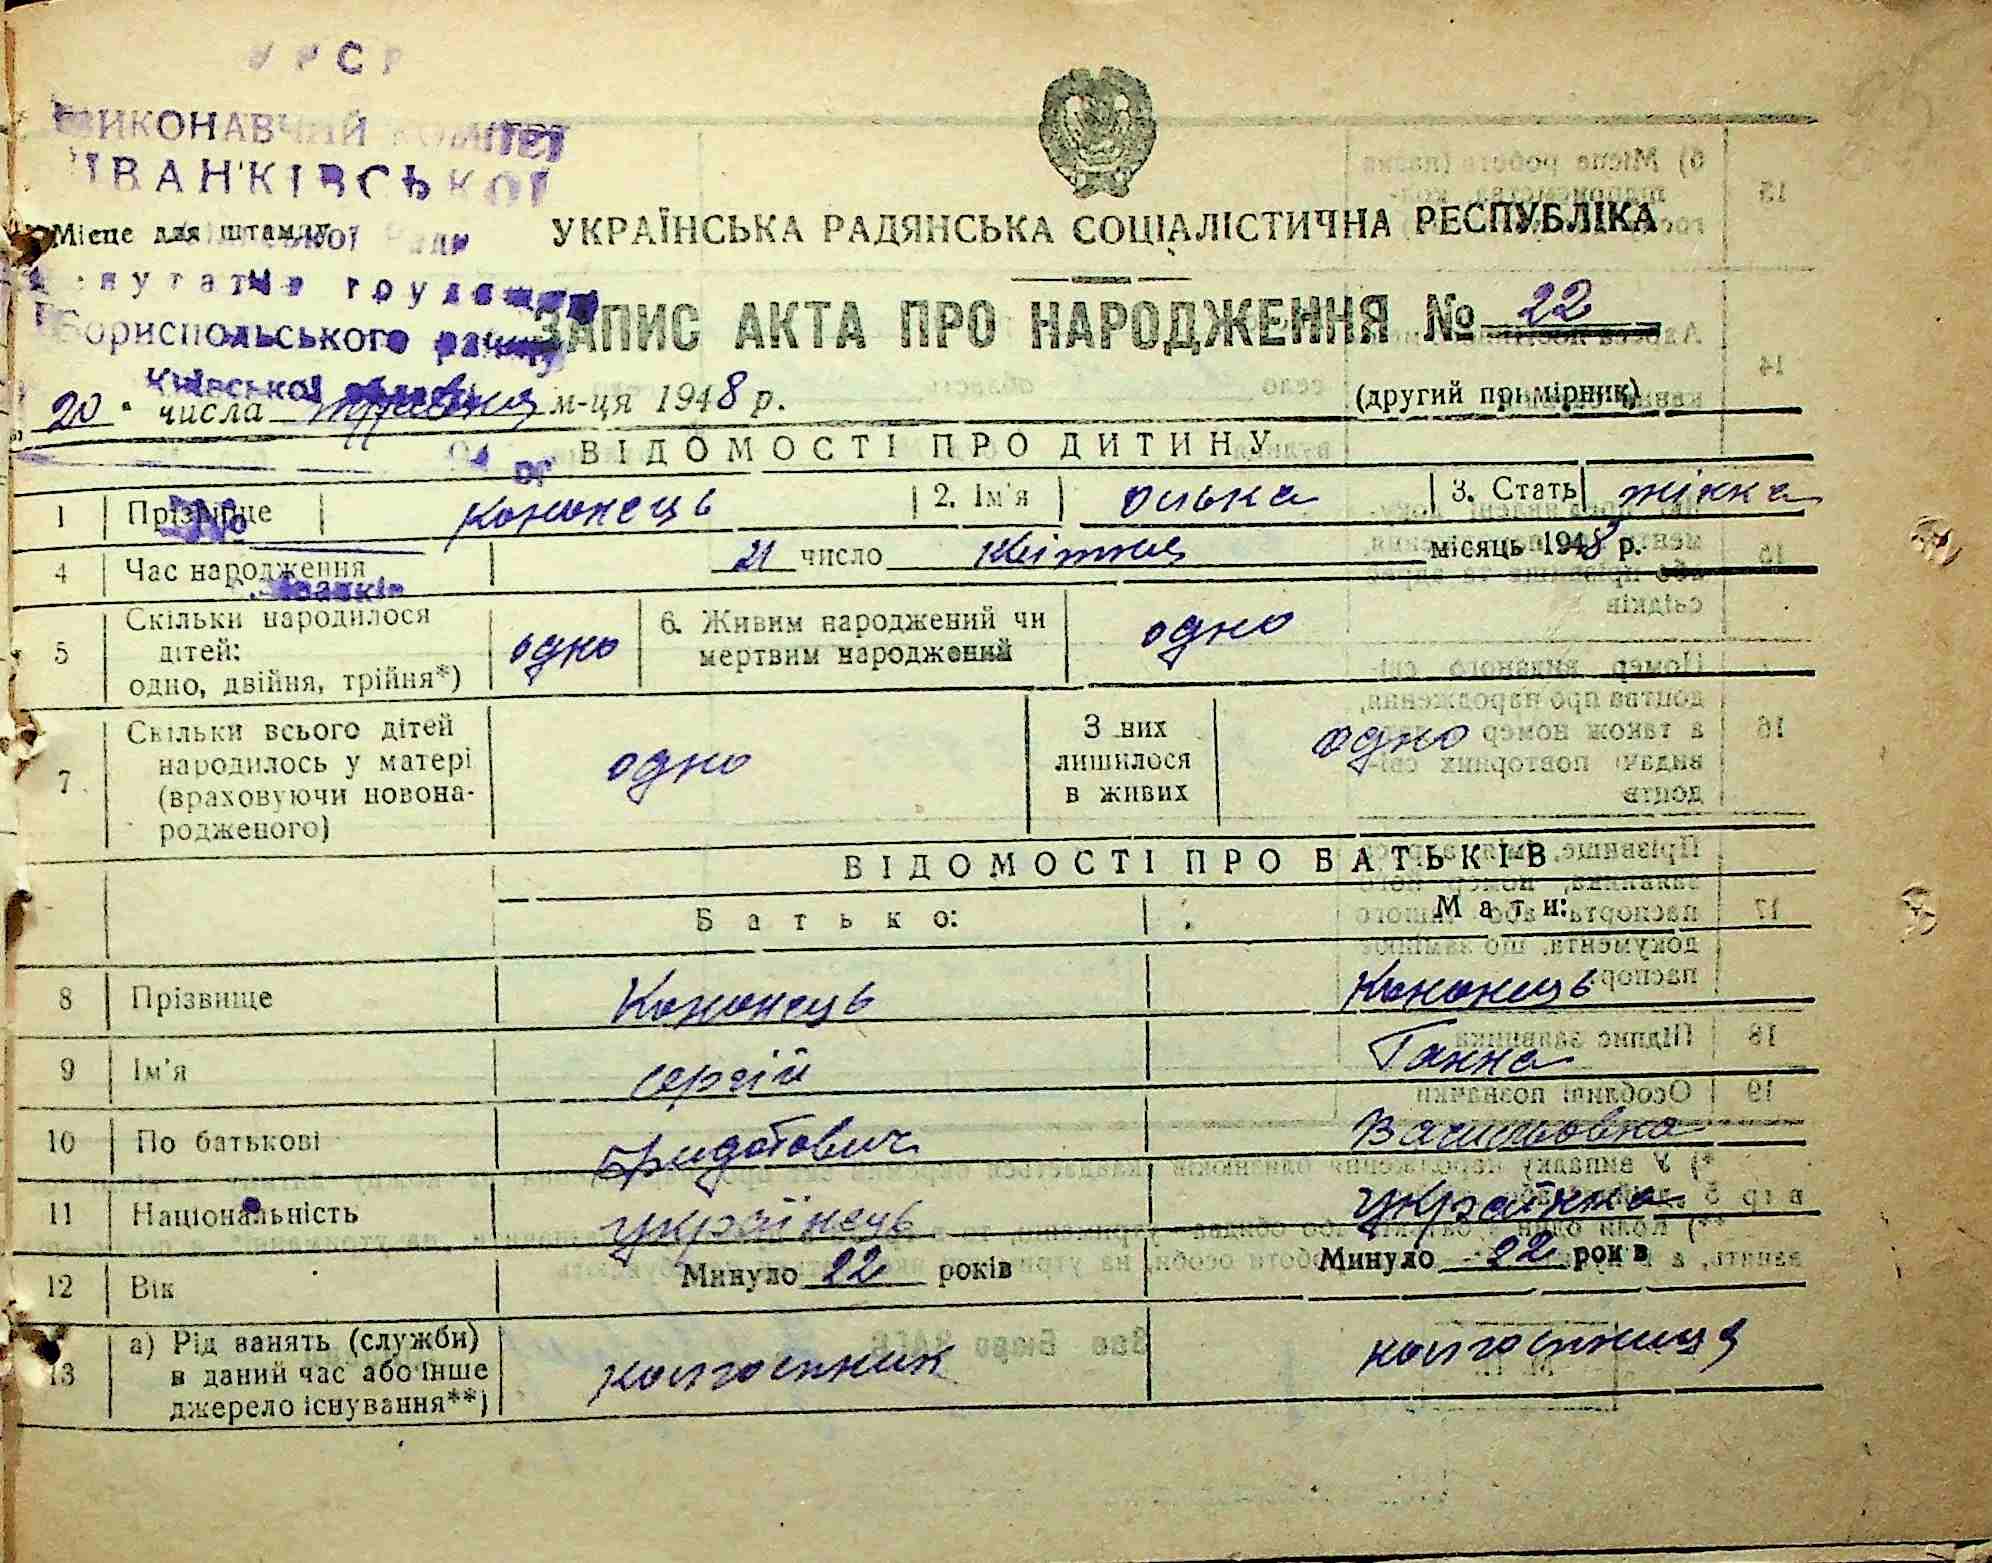 УРСР
ВИКОНАВЧИЙ КОМІТЕТ
ІВАНКІВСЬКОЇ
Місце для штампу
УКРАЇНСЬКА РАДЯНСЬКА СОЦІАЛІСТИЧНА РЕСПУБЛІКА
Бориспольського району
ЗАПИС АКТА ПРО НАРОДЖЕННЯ № 22
Київської області
20 числа травня м-ця 1948 р. (другий примірник)
ВІДОМОСТІ ПРО ДИТИНУ
1 Прізвище Кононець 2. Ім'я Олька 3. Стать жінка
4 Час народження 21 число Квітня місяць 1948 р.
5 Скільки народилося дітей: одно, двійня, трійня*) одно 6. Живим народжений чи мертвим народжений одно
7 Скільки всього дітей народилось у матері (враховуючи новонародженого) одно З них лишилося в живих одно
ВІДОМОСТІ ПРО БАТЬКІВ
Батько: Мати:
8 Прізвище Кононець Кононець
9 Ім'я Сергій Ганна
10 По батькові Василівна
11 Національність українець українка
12 Вік Минуло 22 років Минуло 22 років
13 а) Рід занять (служби) в даний час або інше джерело існування**) колгоспник колгоспниця